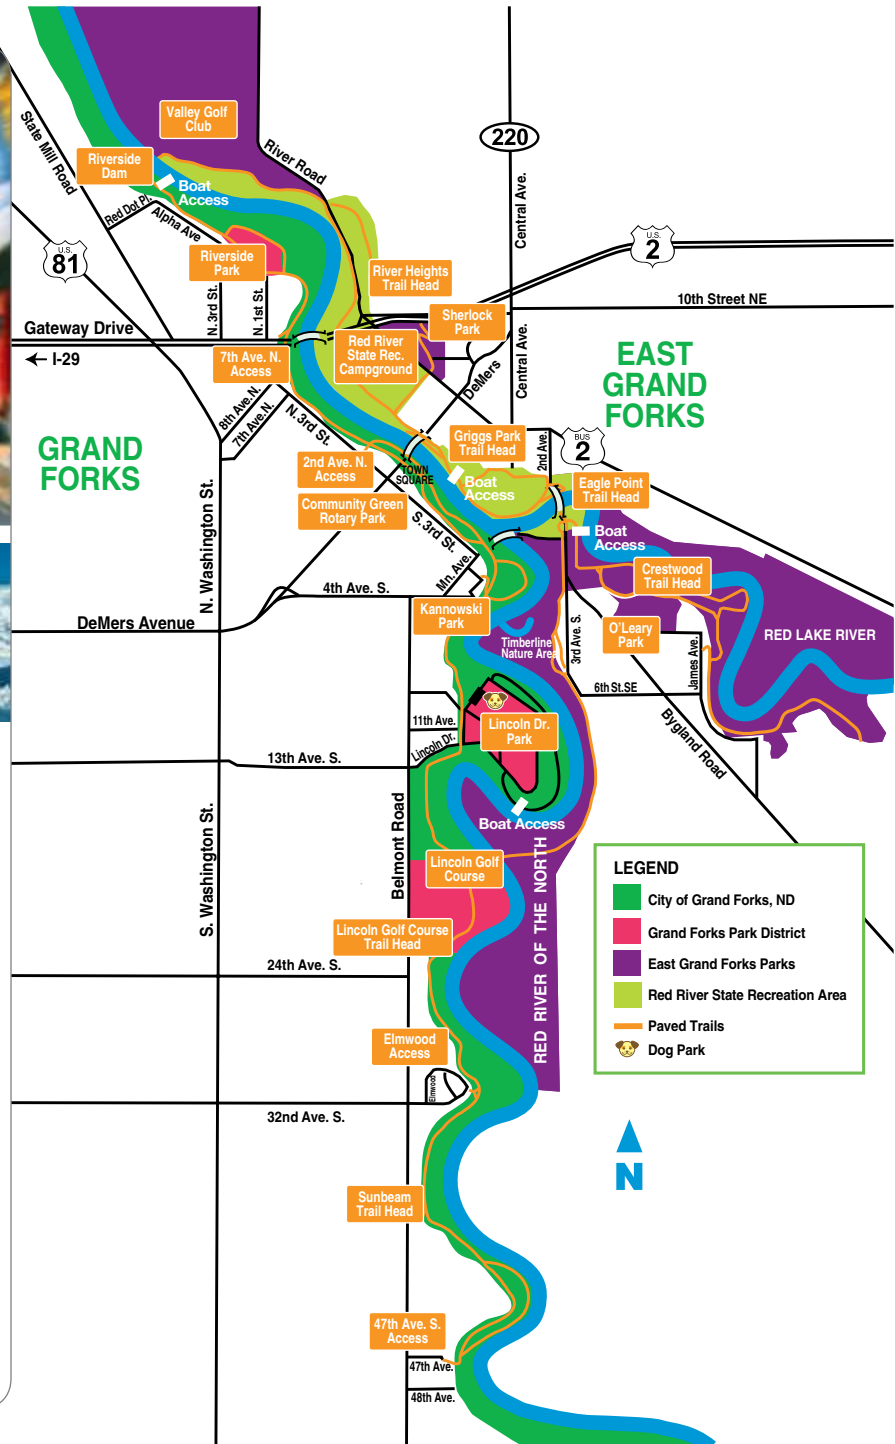 Valley Golf
Club
State Mill Road
River Road
220
Riverside
Dam
Boat
Access
Central Ave.
Red Dot Pl.
Alpha Ave
U.S.
81
U.S.
2
Riverside
Park
River Heights
Trail Head
N. 3rd St.
N. 1st St.
10th Street NE
Sherlock
Park
Gateway Drive
I-29
Red River
State Rec.
Campground
7th Ave. N.
Access
Central Ave.
DeMers
EAST
GRAND
FORKS
8th Ave. N.
7th Ave. N.
N. 3rd St.
GRAND
FORKS
Griggs Park
Trail Head
2nd Ave.
BUS
2
2nd Ave. N.
Access
TOWN
SQUARE
Boat
Access
Eagle Point
Trail Head
Community Green
Rotary Park
S. 3rd St.
Boat
Access
N. Washington St.
Mn. Ave.
Crestwood
Trail Head
4th Ave. S.
DeMers Avenue
Kannowski
Park
Timberline
Nature Area
3rd Ave. S.
O'Leary
Park
RED LAKE RIVER
James Ave.
6th St.SE
11th Ave.
Lincoln Dr.
Park
Lincoln Dr.
Bygland Road
13th Ave. S.
Boat Access
S. Washington St.
Belmont Road
Lincoln Golf
Course
RED RIVER OF THE NORTH
LEGEND
City of Grand Forks, ND
Grand Forks Park District
East Grand Forks Parks
Red River State Recreation Area
Paved Trails
Dog Park
Lincoln Golf Course
Trail Head
24th Ave. S.
Elmwood
Access
Elmwood
32nd Ave. S.
N
Sunbeam
Trail Head
47th Ave. S.
Access
47th Ave.
48th Ave.